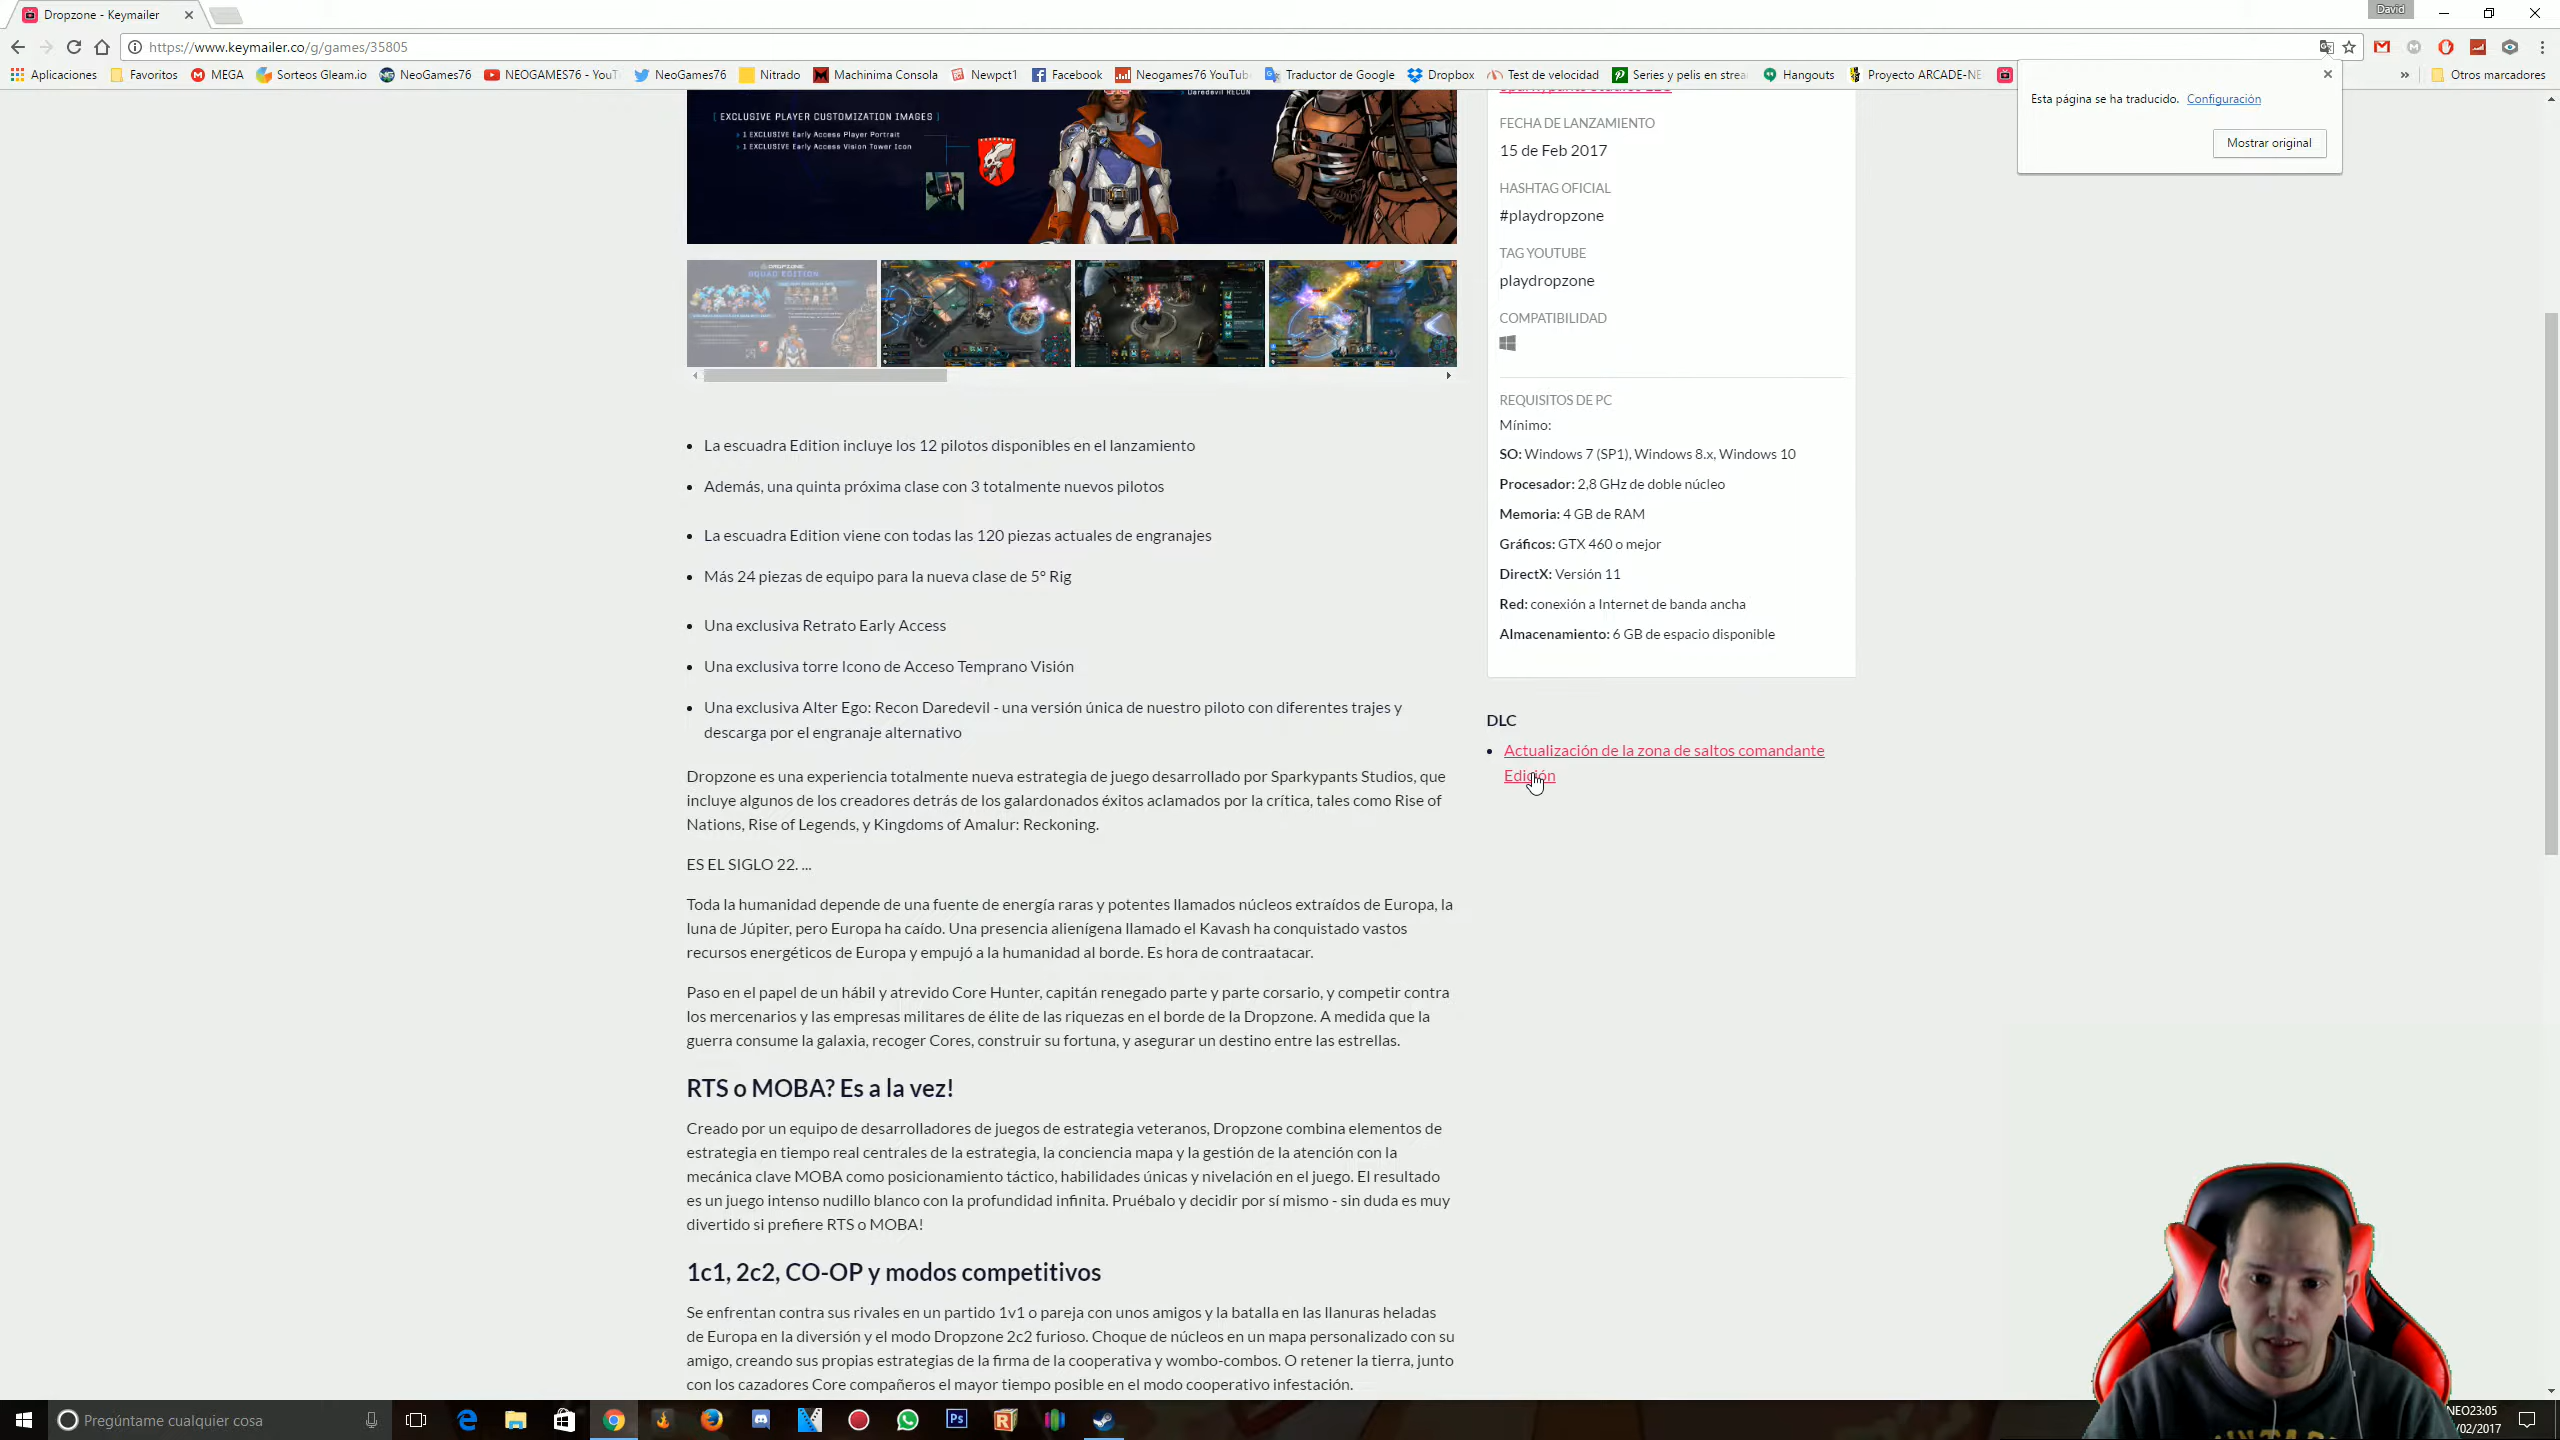 Dropzone - Keymailer
David
https://www.keymailer.co/g/games/35805
Aplicaciones
Favoritos
MEGA
Sorteos Gleam.io
NeoGames76
NEOGAMES76 - YouT
NeoGames76
Nitrado
Machinima Consola
Newpct1
Facebook
Neogames76 YouTub
Traductor de Google
Dropbox
Test de velocidad
Series y pelis en strea
Hangouts
Proyecto ARCADE-NE
»
Otros marcadores
Esta página se ha traducido. Configuración
Mostrar original
Daredevil RECON
[ EXCLUSIVE PLAYER CUSTOMIZATION IMAGES ]
› 1 EXCLUSIVE Early Access Player Portrait
› 1 EXCLUSIVE Early Access Vision Tower Icon
SQUAD EDITION
• La escuadra Edition incluye los 12 pilotos disponibles en el lanzamiento
• Además, una quinta próxima clase con 3 totalmente nuevos pilotos
• La escuadra Edition viene con todas las 120 piezas actuales de engranajes
• Más 24 piezas de equipo para la nueva clase de 5º Rig
• Una exclusiva Retrato Early Access
• Una exclusiva torre Icono de Acceso Temprano Visión
• Una exclusiva Alter Ego: Recon Daredevil - una versión única de nuestro piloto con diferentes trajes y
descarga por el engranaje alternativo
Dropzone es una experiencia totalmente nueva estrategia de juego desarrollado por Sparkypants Studios, que
incluye algunos de los creadores detrás de los galardonados éxitos aclamados por la crítica, tales como Rise of
Nations, Rise of Legends, y Kingdoms of Amalur: Reckoning.
ES EL SIGLO 22. ...
Toda la humanidad depende de una fuente de energía raras y potentes llamados núcleos extraídos de Europa, la
luna de Júpiter, pero Europa ha caído. Una presencia alienígena llamado el Kavash ha conquistado vastos
recursos energéticos de Europa y empujó a la humanidad al borde. Es hora de contraatacar.
Paso en el papel de un hábil y atrevido Core Hunter, capitán renegado parte y parte corsario, y competir contra
los mercenarios y las empresas militares de élite de las riquezas en el borde de la Dropzone. A medida que la
guerra consume la galaxia, recoger Cores, construir su fortuna, y asegurar un destino entre las estrellas.
RTS o MOBA? Es a la vez!
Creado por un equipo de desarrolladores de juegos de estrategia veteranos, Dropzone combina elementos de
estrategia en tiempo real centrales de la estrategia, la conciencia mapa y la gestión de la atención con la
mecánica clave MOBA como posicionamiento táctico, habilidades únicas y nivelación en el juego. El resultado
es un juego intenso nudillo blanco con la profundidad infinita. Pruébalo y decidir por sí mismo - sin duda es muy
divertido si prefiere RTS o MOBA!
1c1, 2c2, CO-OP y modos competitivos
Se enfrentan contra sus rivales en un partido 1v1 o pareja con unos amigos y la batalla en las llanuras heladas
de Europa en la diversión y el modo Dropzone 2c2 furioso. Choque de núcleos en un mapa personalizado con su
amigo, creando sus propias estrategias de la firma de la cooperativa y wombo-combos. O retener la tierra, junto
con los cazadores Core compañeros el mayor tiempo posible en el modo cooperativo infestación.
Sparkypants Studios LLC
FECHA DE LANZAMIENTO
15 de Feb 2017
HASHTAG OFICIAL
#playdropzone
TAG YOUTUBE
playdropzone
COMPATIBILIDAD
REQUISITOS DE PC
Mínimo:
SO: Windows 7 (SP1), Windows 8.x, Windows 10
Procesador: 2,8 GHz de doble núcleo
Memoria: 4 GB de RAM
Gráficos: GTX 460 o mejor
DirectX: Versión 11
Red: conexión a Internet de banda ancha
Almacenamiento: 6 GB de espacio disponible
DLC
• Actualización de la zona de saltos comandante
Edición
Pregúntame cualquier cosa
Ps
NEO23:05
/02/2017